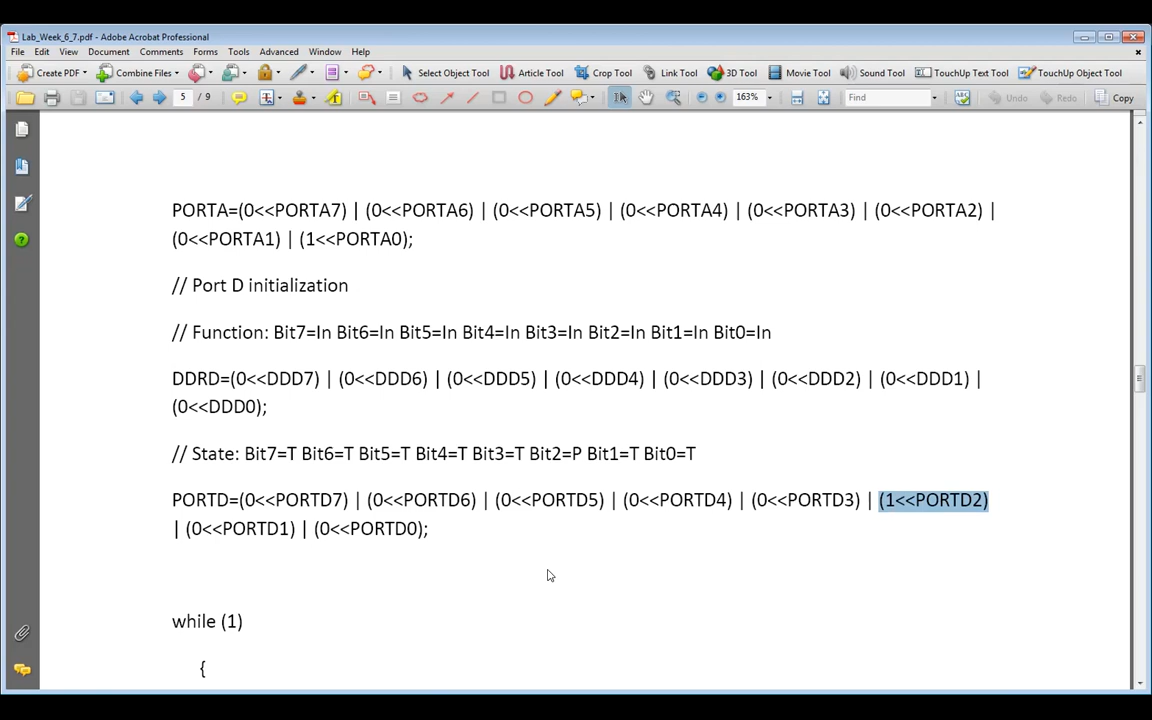 Lab_Week_6_7.pdf - Adobe Acrobat Professional
File Edit View Document Comments Forms Tools Advanced Window Help
Create PDF Combine Files Select Object Tool Article Tool Crop Tool Link Tool 3D Tool Movie Tool Sound Tool TouchUp Text Tool TouchUp Object Tool
5 / 9 163% Find Undo Redo Copy
PORTA=(0<<PORTA7) | (0<<PORTA6) | (0<<PORTA5) | (0<<PORTA4) | (0<<PORTA3) | (0<<PORTA2) |
(0<<PORTA1) | (1<<PORTA0);
// Port D initialization
// Function: Bit7=In Bit6=In Bit5=In Bit4=In Bit3=In Bit2=In Bit1=In Bit0=In
DDRD=(0<<DDD7) | (0<<DDD6) | (0<<DDD5) | (0<<DDD4) | (0<<DDD3) | (0<<DDD2) | (0<<DDD1) |
(0<<DDD0);
// State: Bit7=T Bit6=T Bit5=T Bit4=T Bit3=T Bit2=P Bit1=T Bit0=T
PORTD=(0<<PORTD7) | (0<<PORTD6) | (0<<PORTD5) | (0<<PORTD4) | (0<<PORTD3) | (1<<PORTD2)
| (0<<PORTD1) | (0<<PORTD0);
while (1)
{